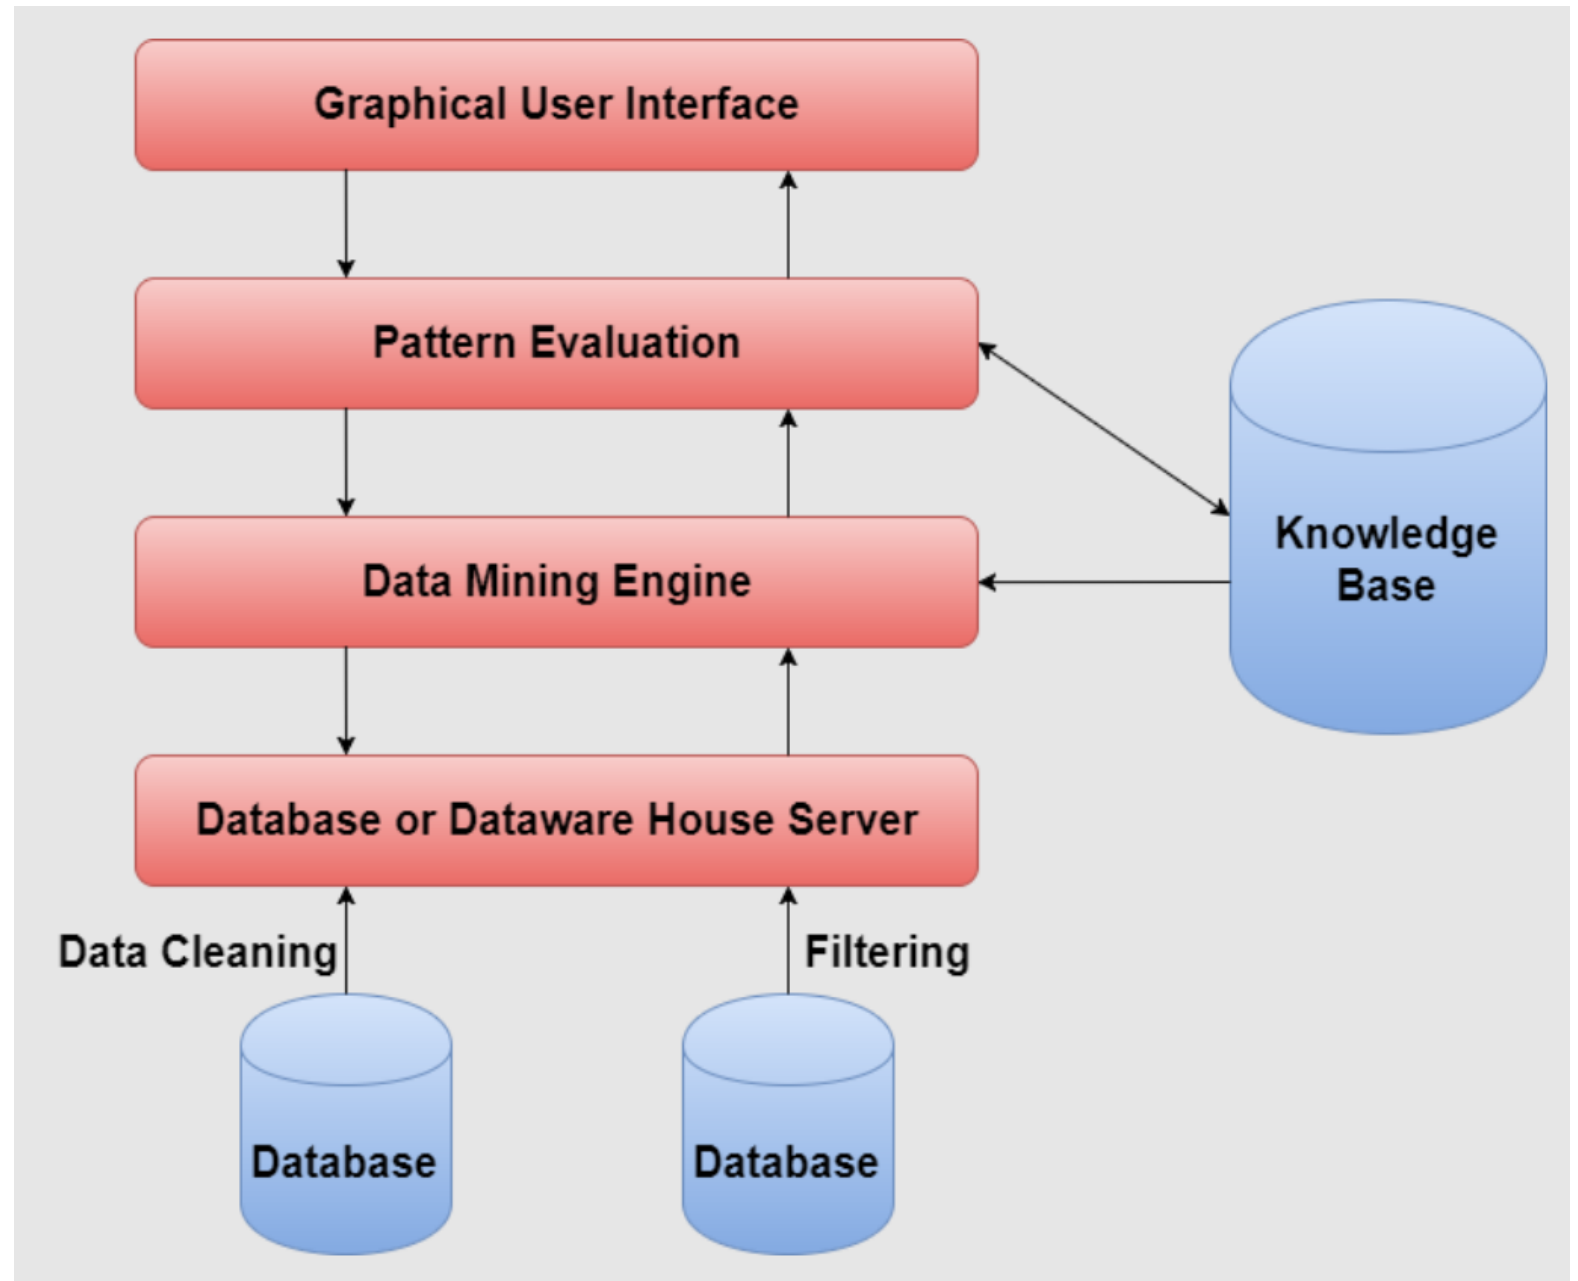 Graphical User Interface
Pattern Evaluation
Knowledge
Base
Data Mining Engine
Database or Dataware House Server
Data Cleaning
Filtering
Database
Database